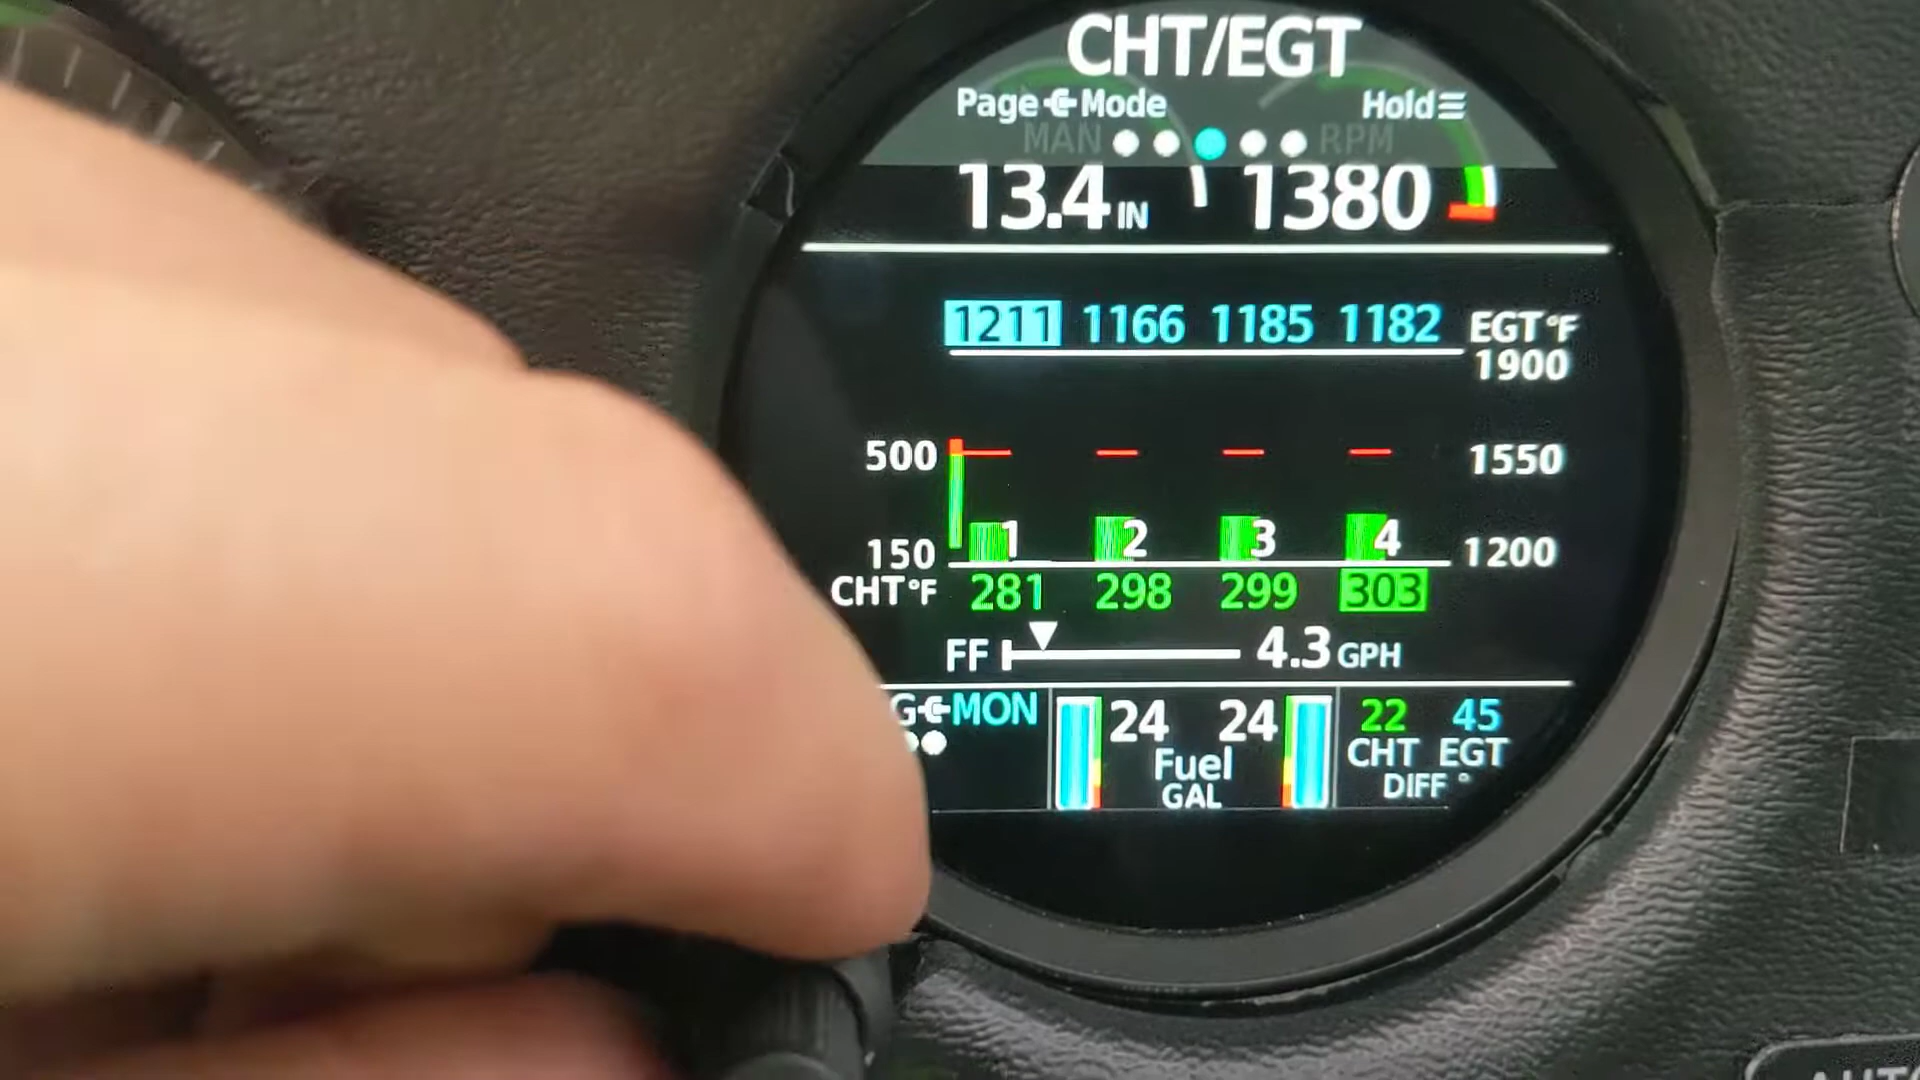 CHT/EGT
Page Mode Hold
MAN RPM
13.4 IN 1380
1211 1166 1185 1182 EGT°F
1900
500 1550
1 2 3 4
150 1200
CHT°F 281 298 299 303
FF 4.3 GPH
MON 24 24 22 45
Fuel CHT EGT
GAL DIFF °